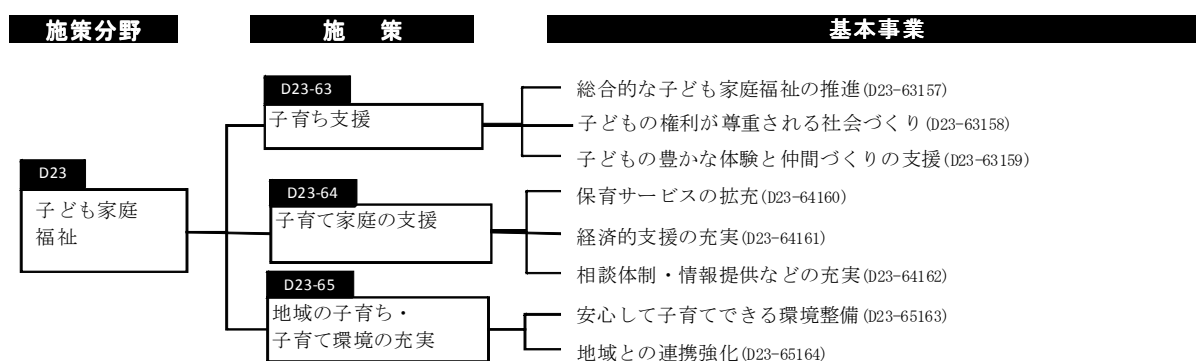 施策分野
施 策
基本事業
D23
子ども家庭
福祉
D23-63
子育ち支援
総合的な子ども家庭福祉の推進(D23-63157)
子どもの権利が尊重される社会づくり(D23-63158)
子どもの豊かな体験と仲間づくりの支援(D23-63159)
D23-64
子育て家庭の支援
保育サービスの拡充(D23-64160)
経済的支援の充実(D23-64161)
相談体制・情報提供などの充実(D23-64162)
D23-65
地域の子育ち・
子育て環境の充実
安心して子育てできる環境整備(D23-65163)
地域との連携強化(D23-65164)